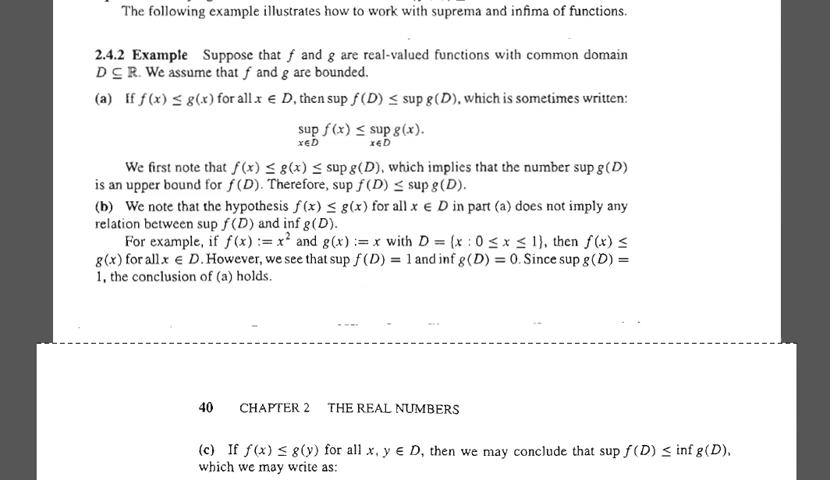 The following example illustrates how to work with suprema and infima of functions.
2.4.2 Example Suppose that f and g are real-valued functions with common domain
D ⊆ ℝ. We assume that f and g are bounded.
(a) If f(x) ≤ g(x) for all x ∈ D, then sup f(D) ≤ sup g(D), which is sometimes written:
sup f(x) ≤ sup g(x).
x∈D x∈D
We first note that f(x) ≤ g(x) ≤ sup g(D), which implies that the number sup g(D)
is an upper bound for f(D). Therefore, sup f(D) ≤ sup g(D).
(b) We note that the hypothesis f(x) ≤ g(x) for all x ∈ D in part (a) does not imply any
relation between sup f(D) and inf g(D).
For example, if f(x) := x² and g(x) := x with D = {x : 0 ≤ x ≤ 1}, then f(x) ≤
g(x) for all x ∈ D. However, we see that sup f(D) = 1 and inf g(D) = 0. Since sup g(D) =
1, the conclusion of (a) holds.
40 CHAPTER 2 THE REAL NUMBERS
(c) If f(x) ≤ g(y) for all x, y ∈ D, then we may conclude that sup f(D) ≤ inf g(D),
which we may write as: